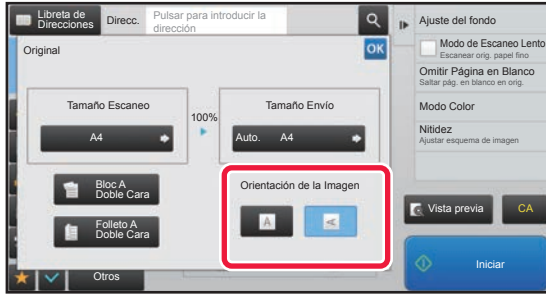 Libreta de
Direcciones
Direcc.
Pulsar para introducir la
dirección
Original
OK
Tamaño Escaneo
100%
Tamaño Envío
A4
Auto. A4
Bloc A
Doble Cara
Folleto A
Doble Cara
Orientación de la Imagen
A
A
Otros
Ajuste del fondo
Modo de Escaneo Lento
Escanear orig. papel fino
Omitir Página en Blanco
Saltar pág. en blanco en orig.
Modo Color
Nitidez
Ajustar esquema de imagen
Vista previa
CA
Iniciar